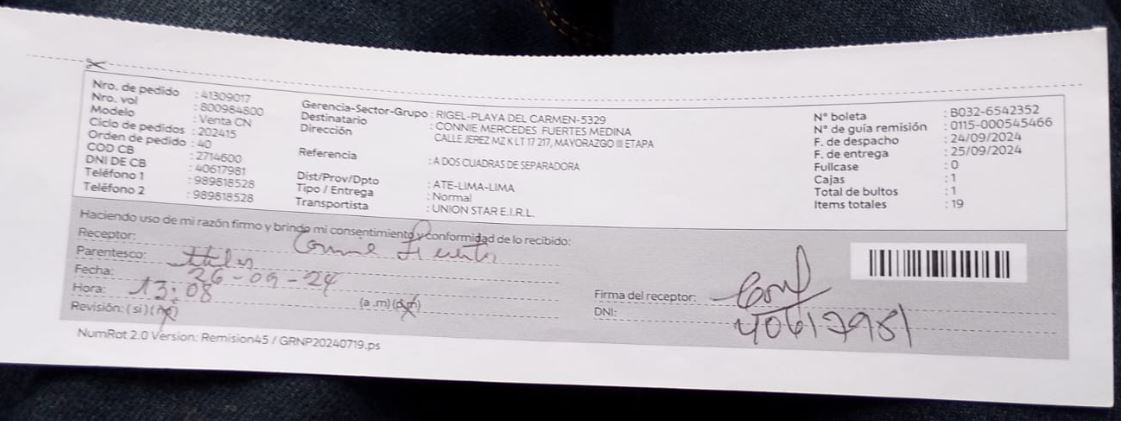 Nro. de pedido : 41309017
Nro. vol : 800984800
Modelo : Venta CN
Ciclo de pedidos : 202415
Orden de pedido : 40
COD CB : 2714600
DNI DE CB : 40617981
Teléfono 1 : 989818528
Teléfono 2 : 989818528
Gerencia-Sector-Grupo : RIGEL-PLAYA DEL CARMEN-5329
Destinatario : CONNIE MERCEDES FUERTES MEDINA
Dirección CALLE JEREZ MZ K LT 17 217, MAYORAZGO III ETAPA
Referencia : A DOS CUADRAS DE SEPARADORA
Dist/Prov/Dpto : ATE-LIMA-LIMA
Tipo / Entrega : Normal
Transportista : UNION STAR E.I.R.L.
N° boleta : B032-6542352
N° de guía remisión : 0115-000545466
F. de despacho : 24/09/2024
F. de entrega : 25/09/2024
Fullcase : 0
Cajas : 1
Total de bultos : 1
Items totales : 19
Haciendo uso de mi razón firmo y brindo mi consentimiento y conformidad de lo recibido:
Receptor: Connie Fuertes
Parentesco:
Fecha: 26-09-24
Hora: 13:08 (a .m) (p.m)
Revisión: ( si ) ( no )
Firma del receptor:
DNI: 40617981
NumRot 2.0 Version: Remision45 / GRNP20240719.ps